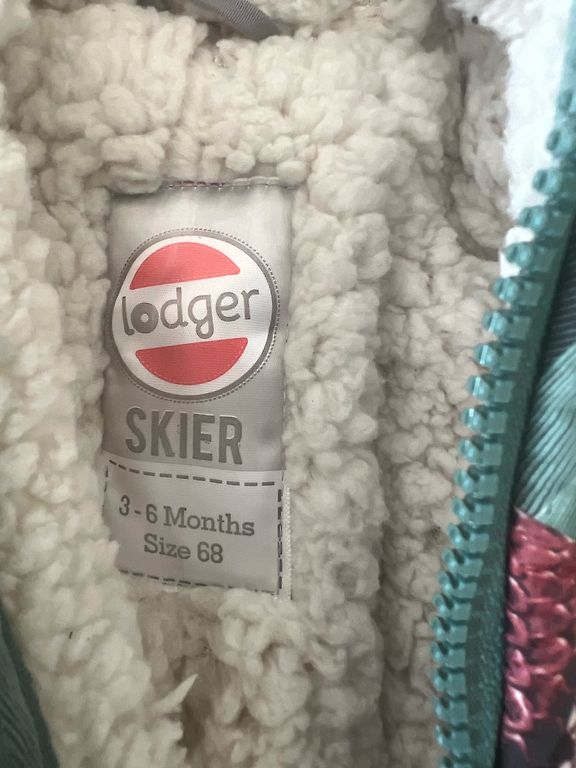 lodger
SKIER
3-6 Months
Size 68